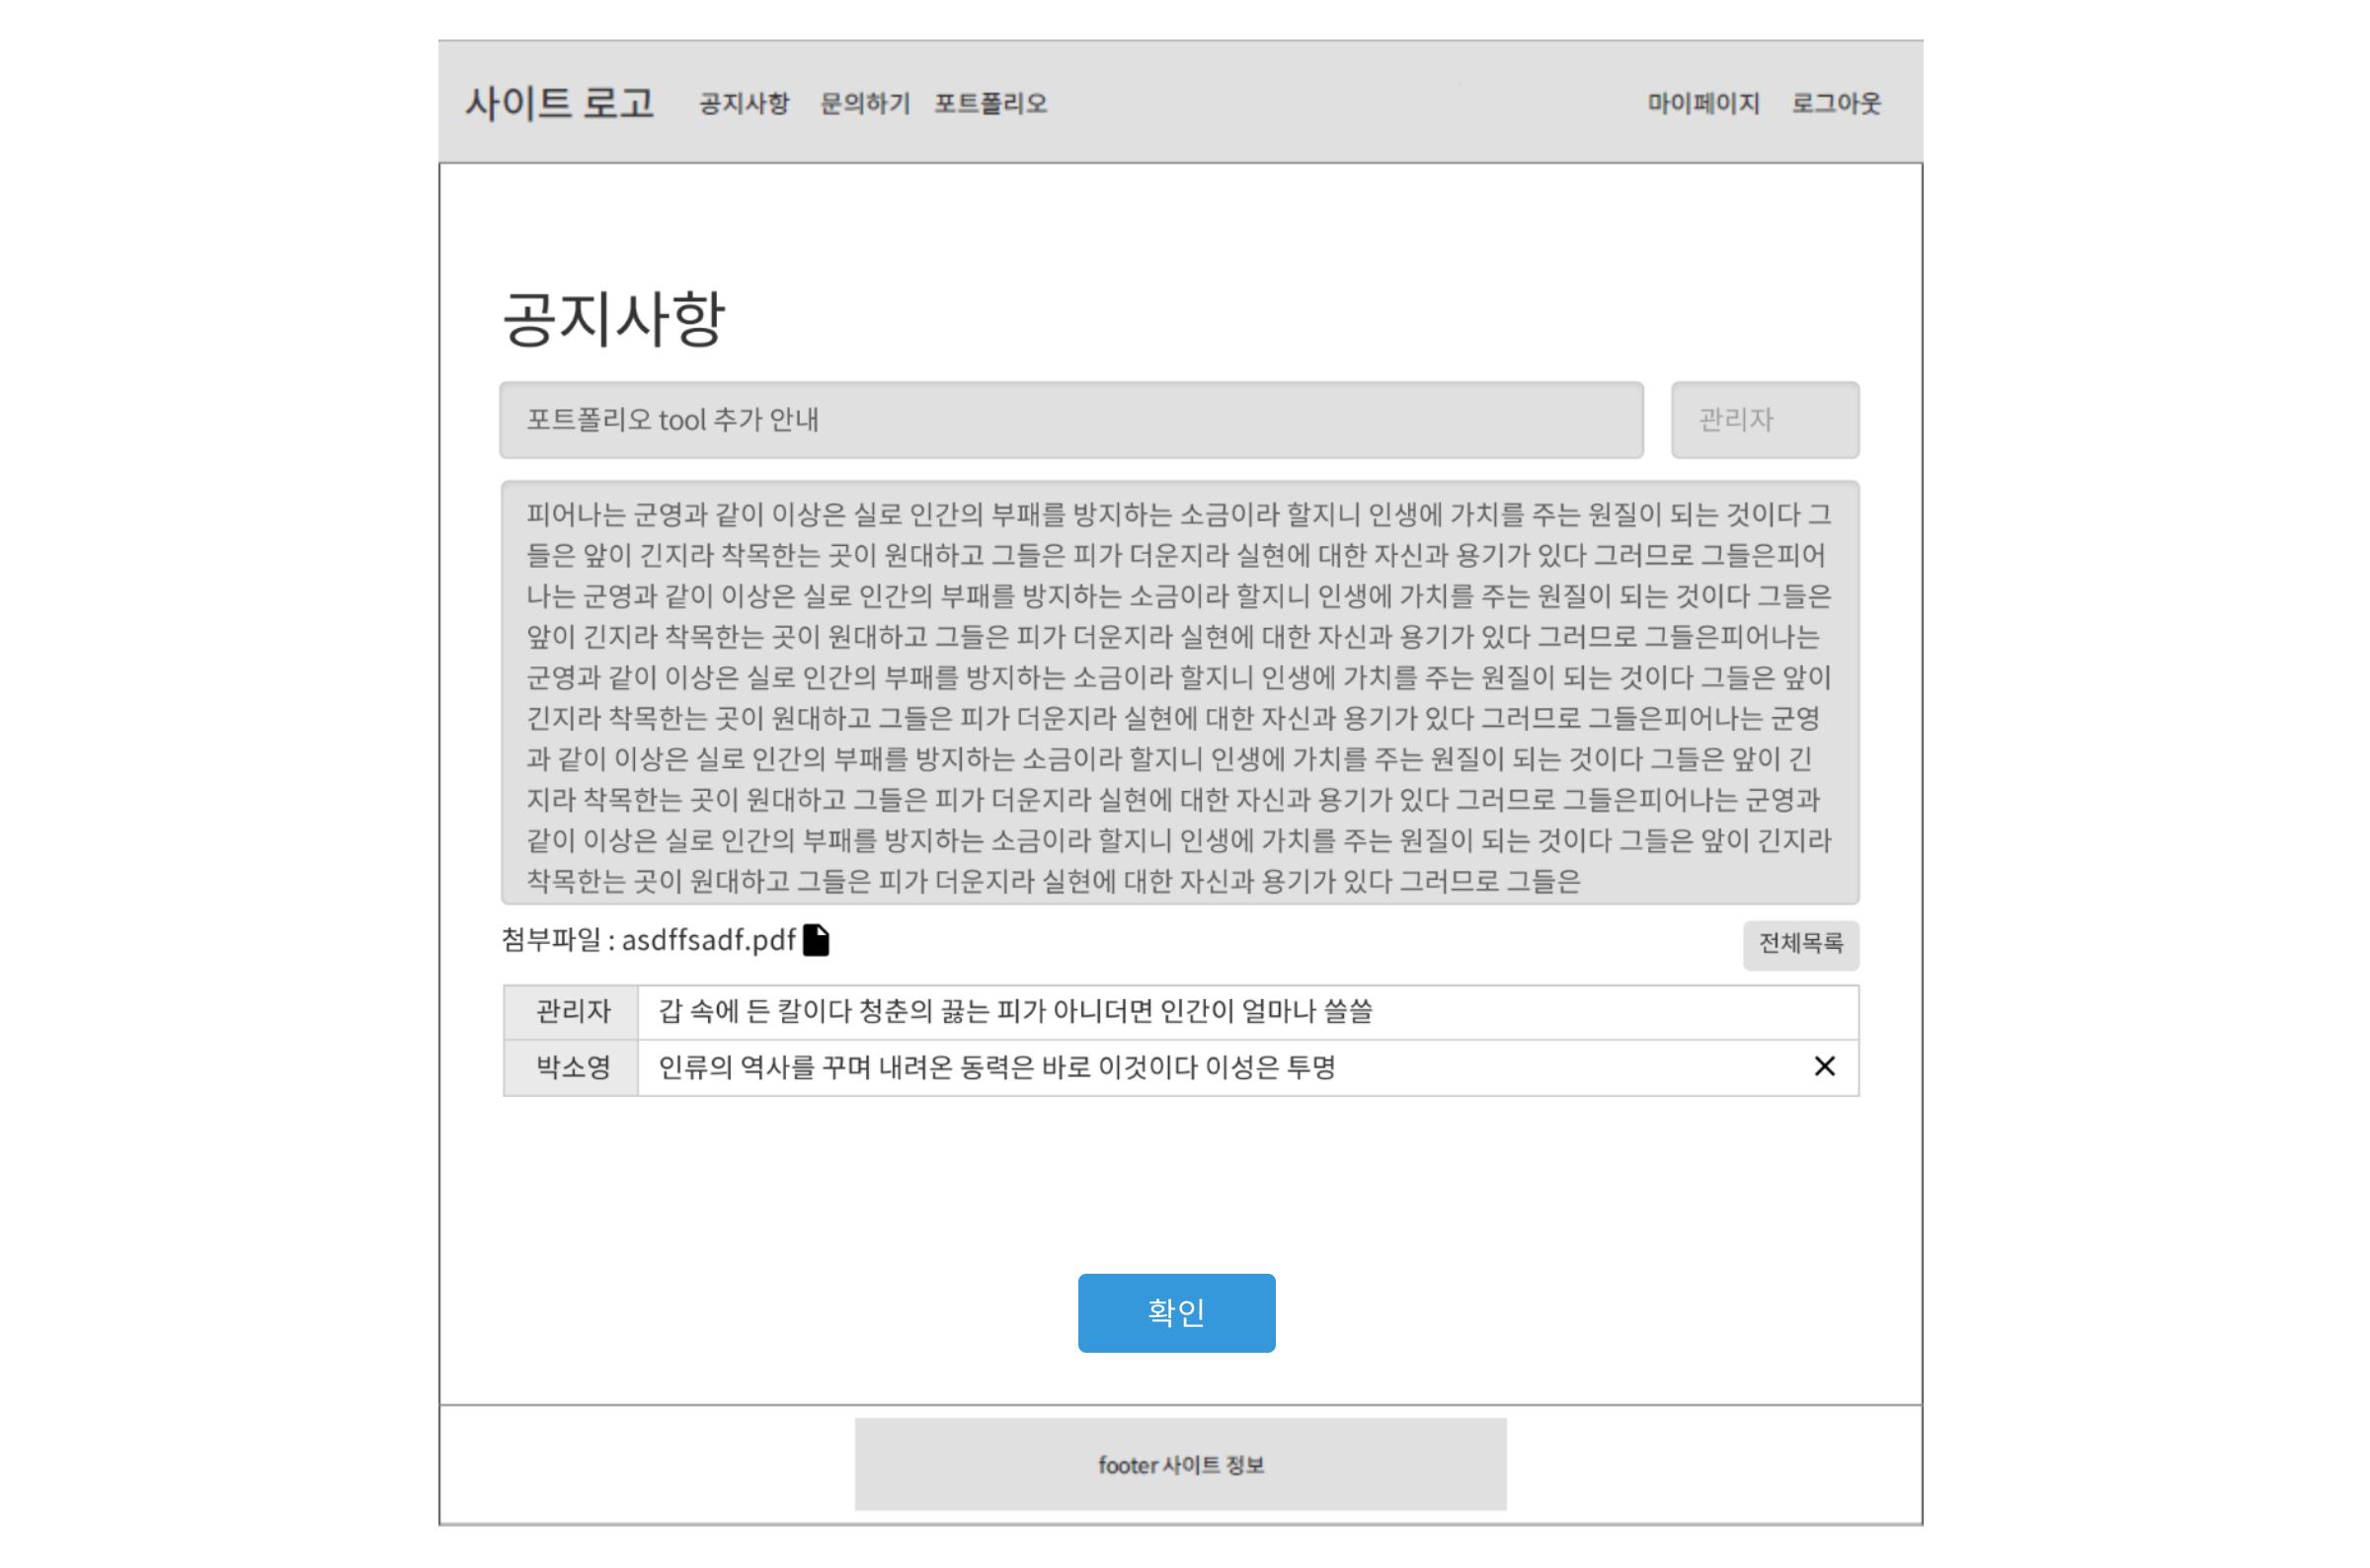 사이트 로고 공지사항 문의하기 포트폴리오 마이페이지 로그아웃
공지사항
포트폴리오 tool 추가 안내 관리자
피어나는 군영과 같이 이상은 실로 인간의 부패를 방지하는 소금이라 할지니 인생에 가치를 주는 원질이 되는 것이다 그
들은 앞이 긴지라 착목한는 곳이 원대하고 그들은 피가 더운지라 실현에 대한 자신과 용기가 있다 그러므로 그들은피어
나는 군영과 같이 이상은 실로 인간의 부패를 방지하는 소금이라 할지니 인생에 가치를 주는 원질이 되는 것이다 그들은
앞이 긴지라 착목한는 곳이 원대하고 그들은 피가 더운지라 실현에 대한 자신과 용기가 있다 그러므로 그들은피어나는
군영과 같이 이상은 실로 인간의 부패를 방지하는 소금이라 할지니 인생에 가치를 주는 원질이 되는 것이다 그들은 앞이
긴지라 착목한는 곳이 원대하고 그들은 피가 더운지라 실현에 대한 자신과 용기가 있다 그러므로 그들은피어나는 군영
과 같이 이상은 실로 인간의 부패를 방지하는 소금이라 할지니 인생에 가치를 주는 원질이 되는 것이다 그들은 앞이 긴
지라 착목한는 곳이 원대하고 그들은 피가 더운지라 실현에 대한 자신과 용기가 있다 그러므로 그들은피어나는 군영과
같이 이상은 실로 인간의 부패를 방지하는 소금이라 할지니 인생에 가치를 주는 원질이 되는 것이다 그들은 앞이 긴지라
착목한는 곳이 원대하고 그들은 피가 더운지라 실현에 대한 자신과 용기가 있다 그러므로 그들은
첨부파일 : asdffsadf.pdf 전체목록
관리자 갑 속에 든 칼이다 청춘의 끓는 피가 아니더면 인간이 얼마나 쓸쓸
박소영 인류의 역사를 꾸며 내려온 동력은 바로 이것이다 이성은 투명
확인
footer 사이트 정보